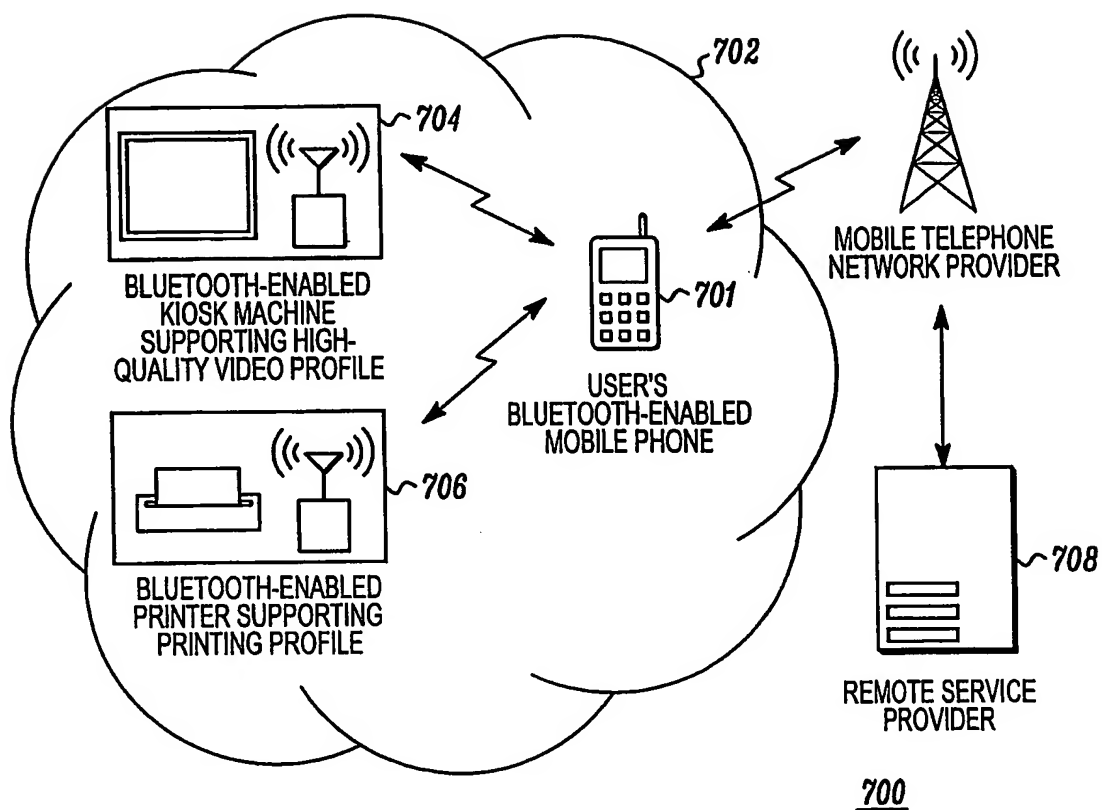 702
704
BLUETOOTH-ENABLED
KIOSK MACHINE
SUPPORTING HIGH-
QUALITY VIDEO PROFILE
701
USER'S
BLUETOOTH-ENABLED
MOBILE PHONE
MOBILE TELEPHONE
NETWORK PROVIDER
706
BLUETOOTH-ENABLED
PRINTER SUPPORTING
PRINTING PROFILE
708
REMOTE SERVICE
PROVIDER
700